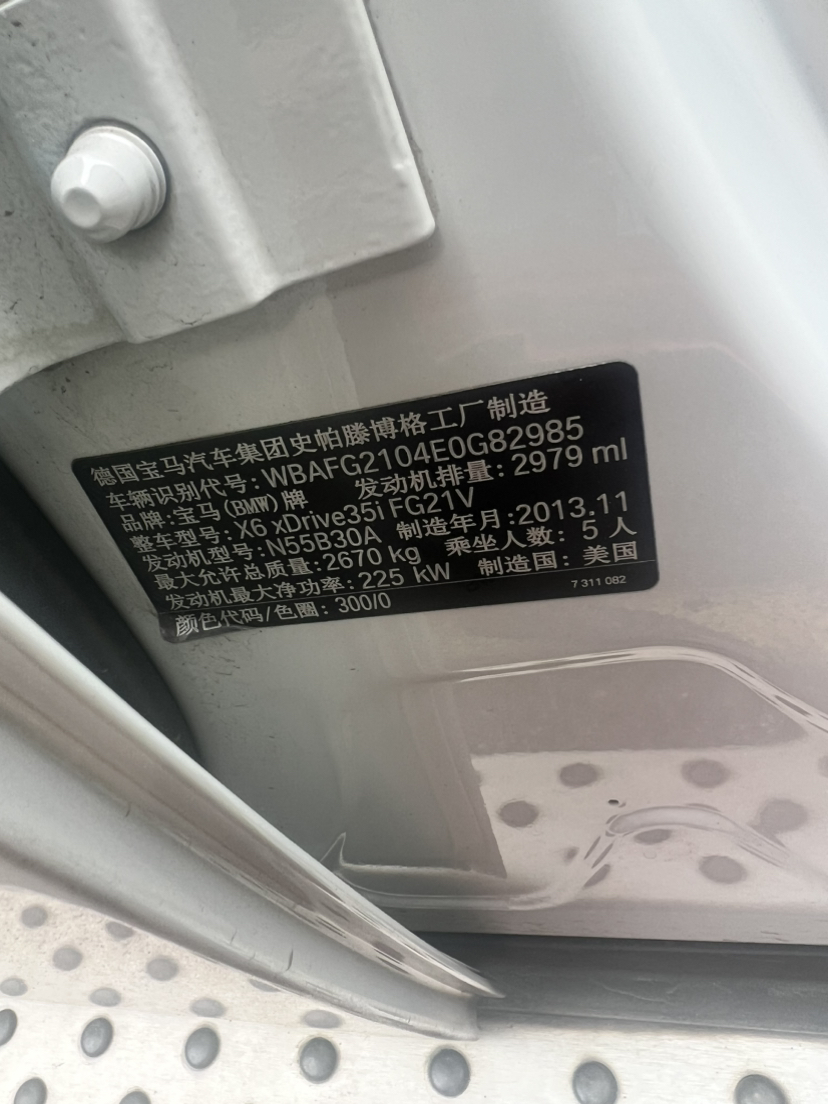 德国宝马汽车集团史帕滕博格工厂制造
车辆识别代号：WBAFG2104E0G82985
品牌：宝马(BMW)牌 发动机排量：2979 ml
整车型号：X6 xDrive35i FG21V
发动机型号：N55B30A 制造年月：2013.11
最大允许总质量：2670 kg 乘坐人数：5 人
发动机最大净功率：225 kW 制造国：美国
颜色代码/色圈：300/0 7 311 082